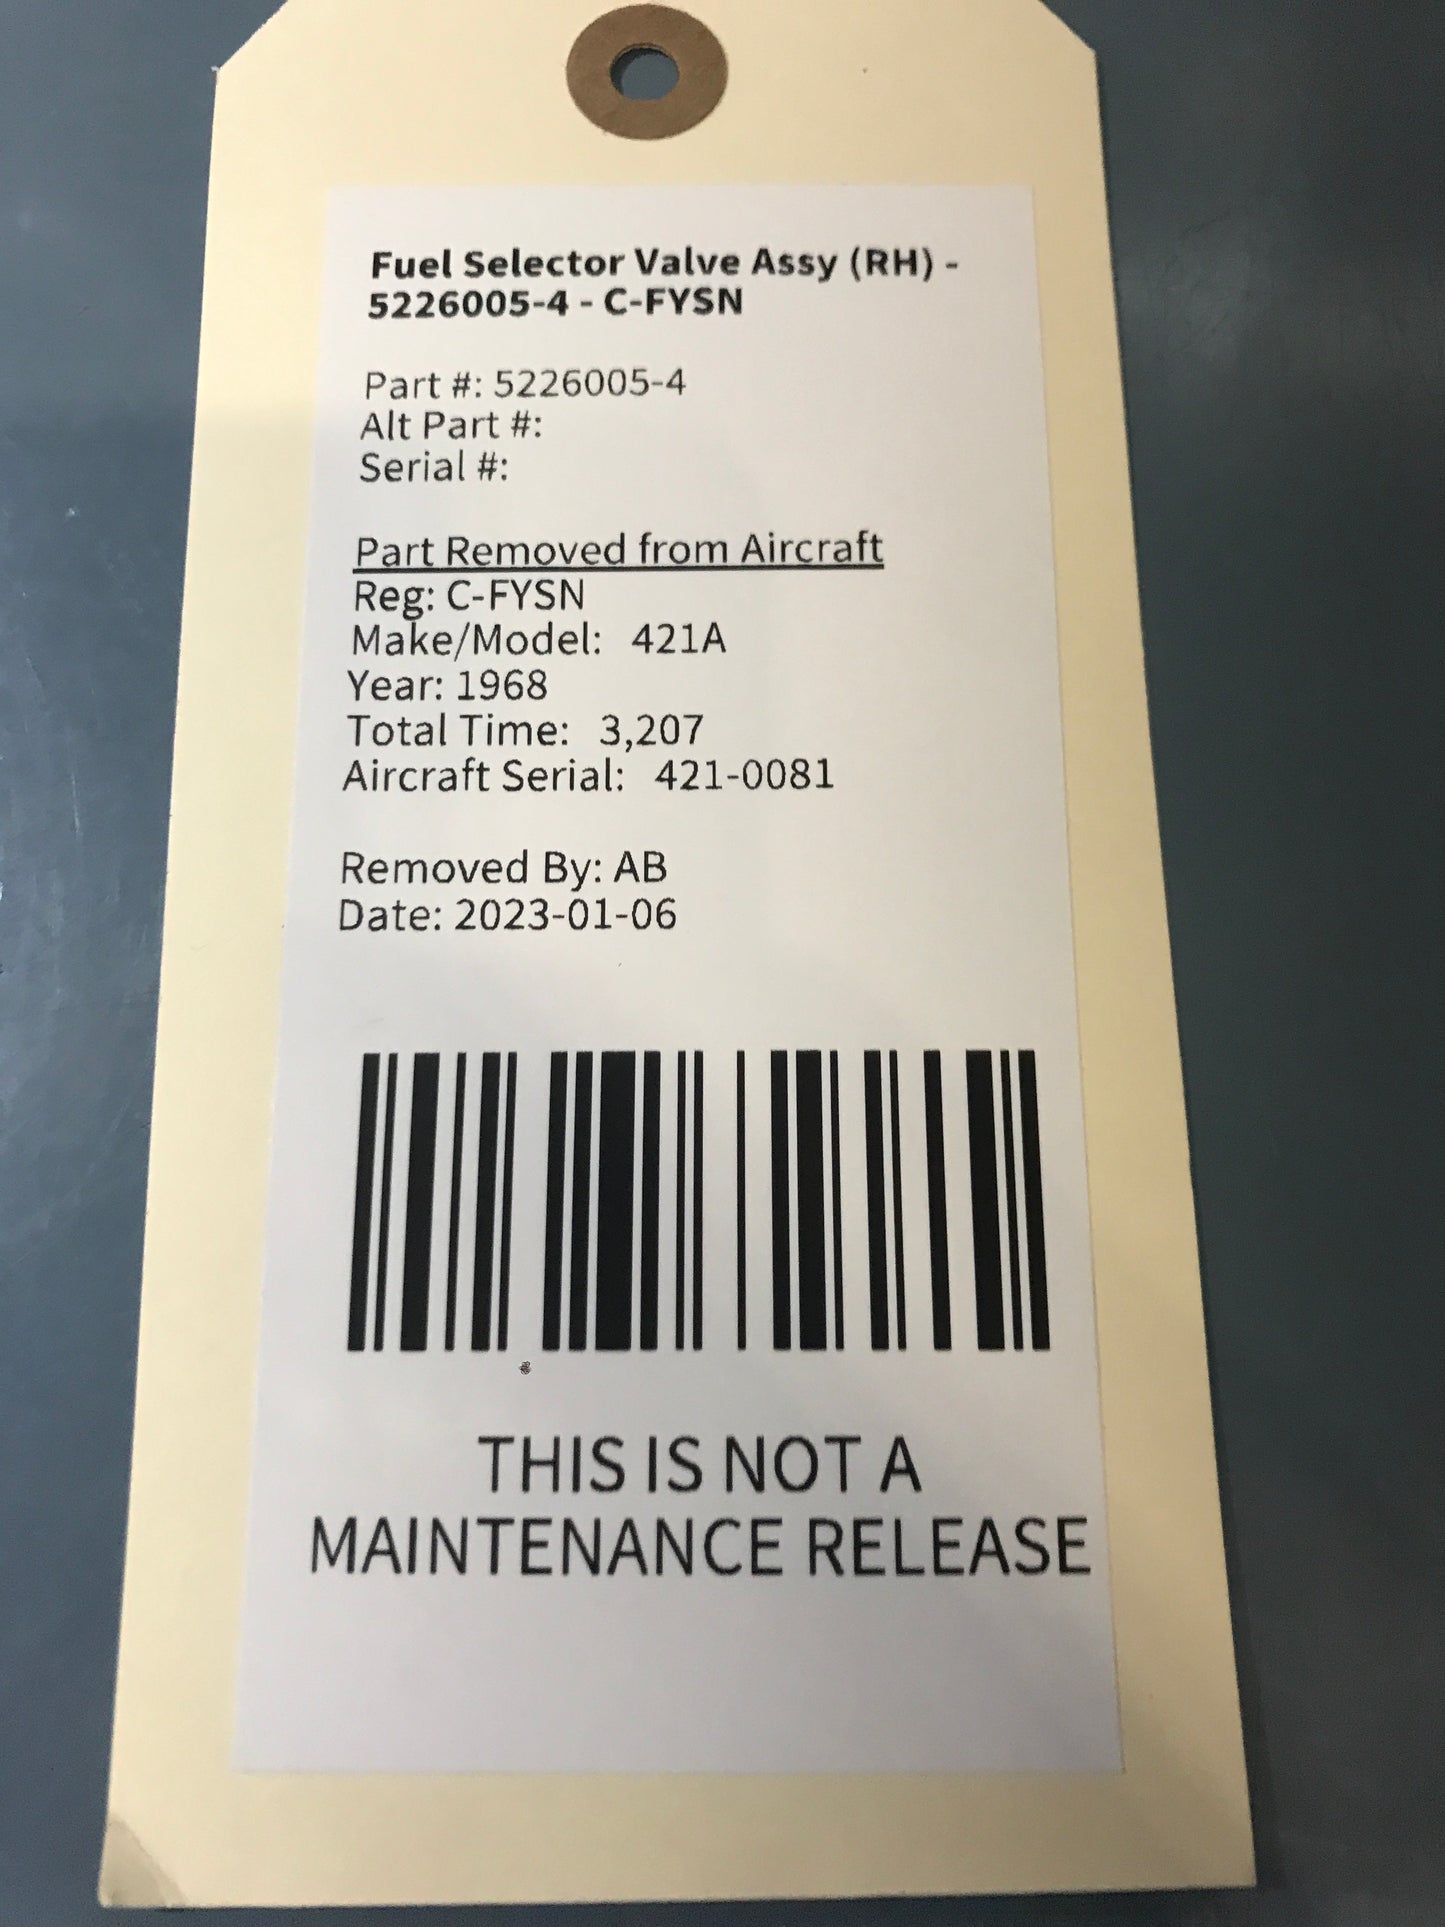 Fuel Selector Valve Assy (RH) -
5226005-4 - C-FYSN
Part #: 5226005-4
Alt Part #:
Serial #:
Part Removed from Aircraft
Reg: C-FYSN
Make/Model: 421A
Year: 1968
Total Time: 3,207
Aircraft Serial: 421-0081
Removed By: AB
Date: 2023-01-06
THIS IS NOT A
MAINTENANCE RELEASE